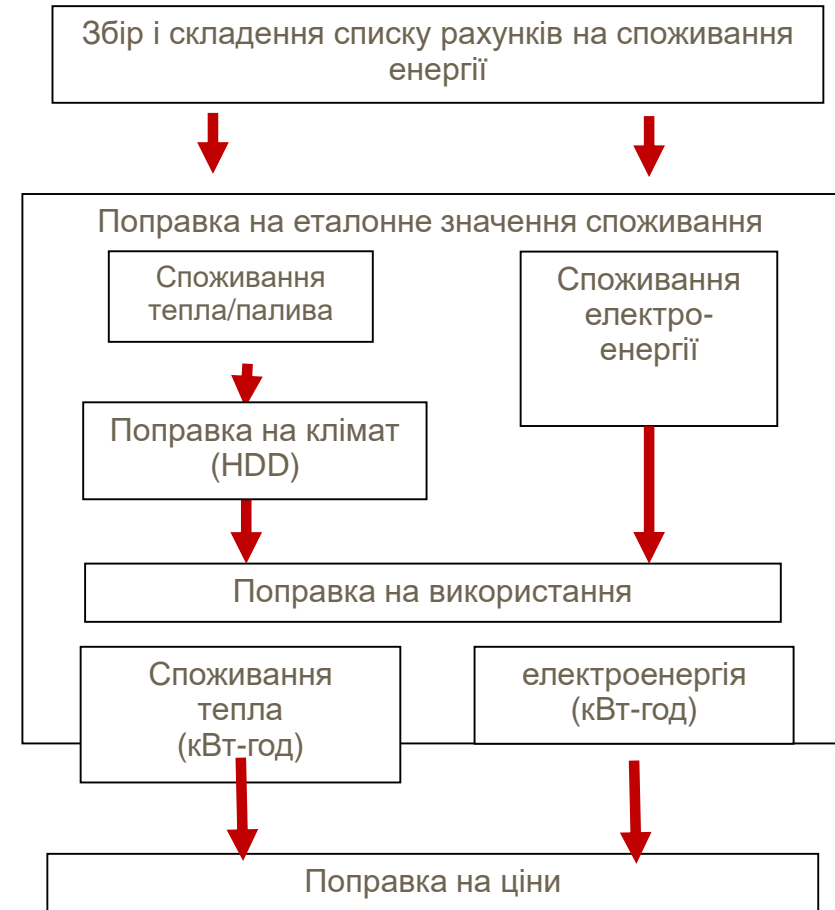 Збір і складення списку рахунків на споживання
енергії
Поправка на еталонне значення споживання
Споживання
тепла/палива
Споживання
електро-
енергії
Поправка на клімат
(HDD)
Поправка на використання
Споживання
тепла
(кВт-год)
електроенергія
(кВт-год)
Поправка на ціни